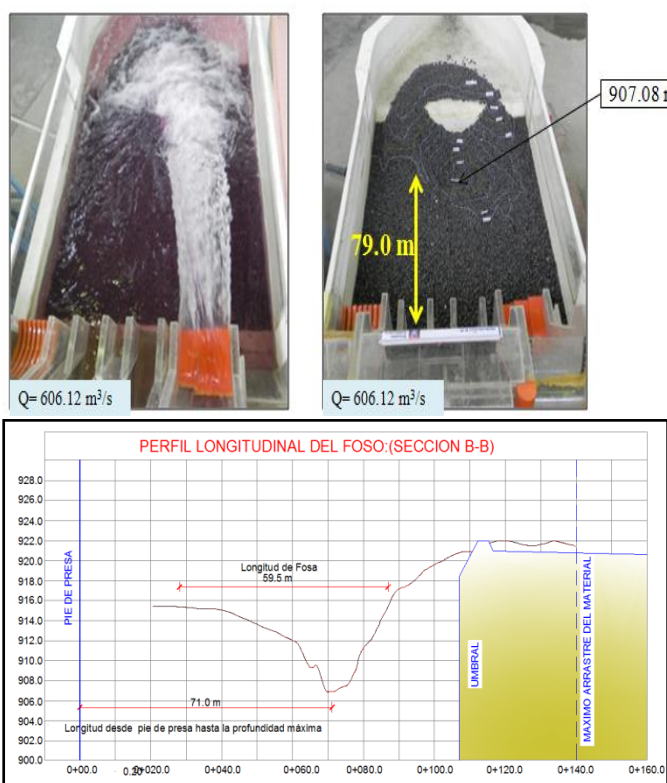 907.08 m
79.0 m
Q= 606.12 m³/s
Q= 606.12 m³/s
PERFIL LONGITUDINAL DEL FOSO:(SECCION B-B)
928.0
926.0
924.0
922.0
920.0
918.0
916.0
914.0
912.0
910.0
908.0
906.0
904.0
902.0
900.0
PIE DE PRESA
Longitud de Fosa
59.5 m
71.0 m
Longitud desde pie de presa hasta la profundidad máxima
UMBRAL
MÁXIMO ARRASTRE DEL MATERIAL
0+00.0
0.20
0+020.0
0+040.0
0+060.0
0+080.0
0+100.0
0+120.0
0+140.0
0+160.0